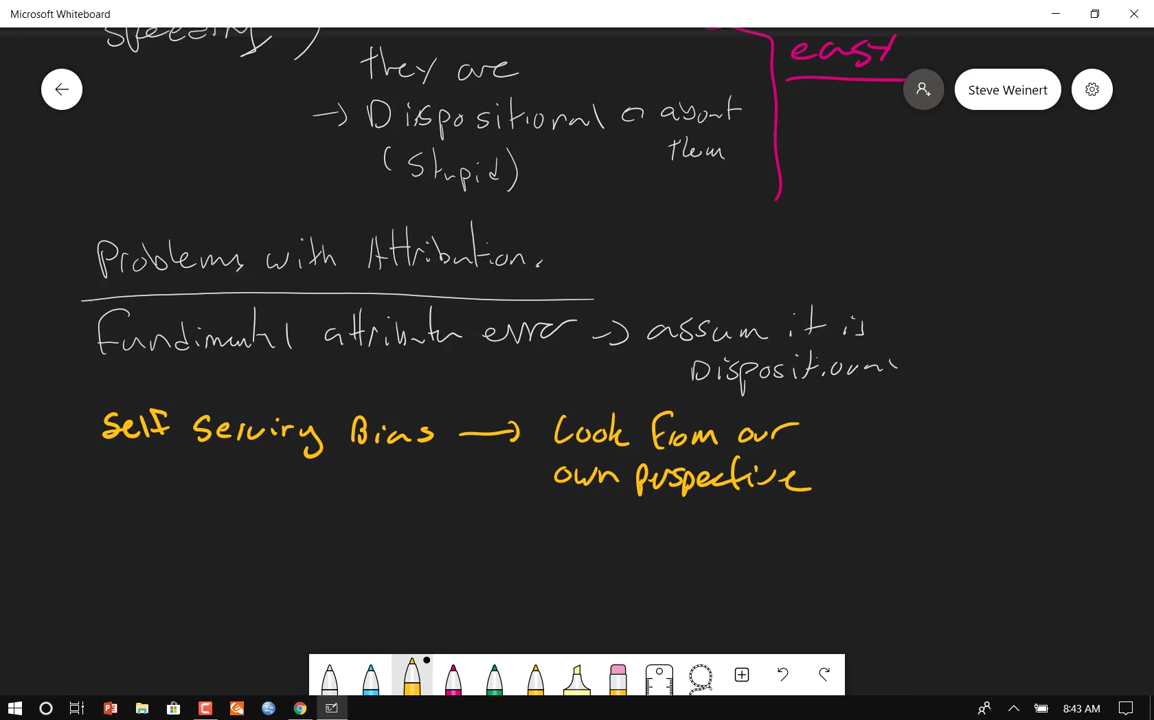 Microsoft Whiteboard
speeding )
they are
→ Dispositional about
them
(Stupid)
easy
Steve Weinert
Problems with Attribution.
Fundimental attributn error → assum it is
Dispositional
Self Serving Bias → Look From our
own perspective
8:43 AM